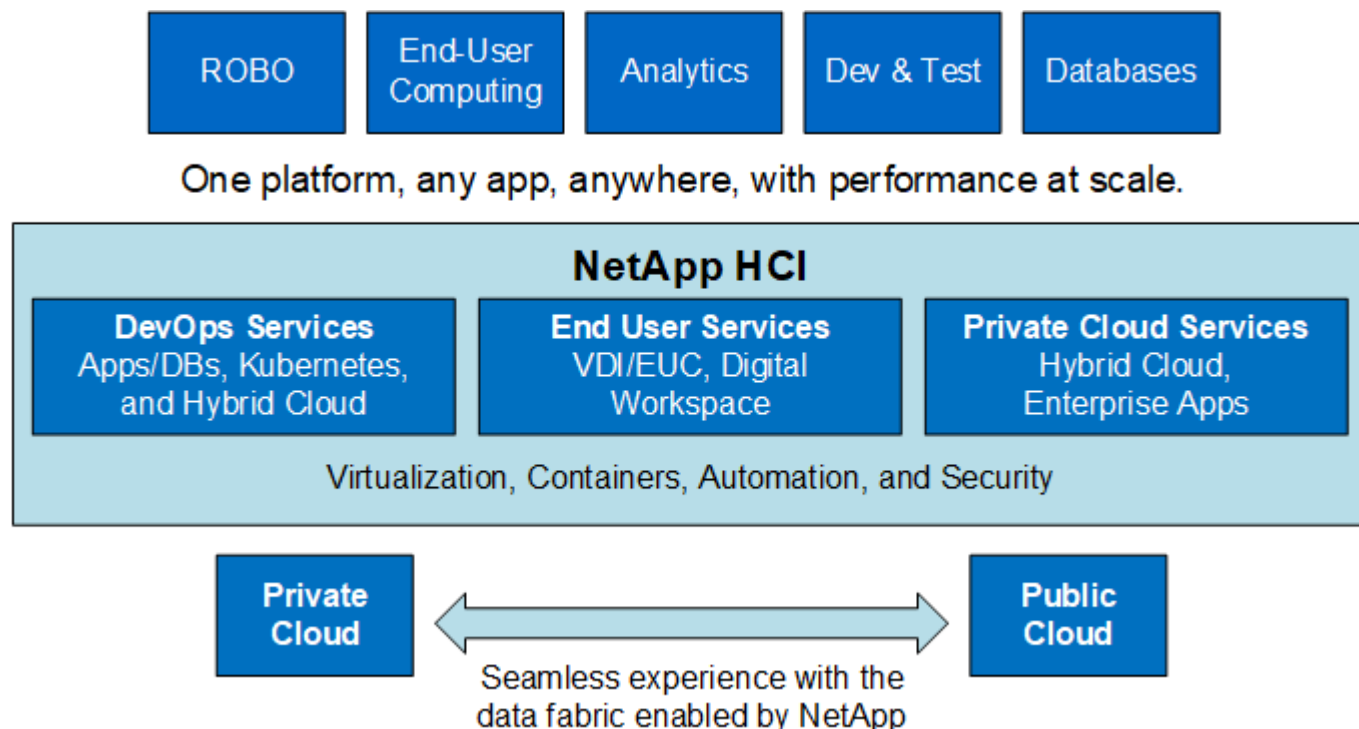 ROBO
End-User
Computing
Analytics
Dev & Test
Databases
One platform, any app, anywhere, with performance at scale.
NetApp HCI
DevOps Services
Apps/DBs, Kubernetes,
and Hybrid Cloud
End User Services
VDI/EUC, Digital
Workspace
Private Cloud Services
Hybrid Cloud,
Enterprise Apps
Virtualization, Containers, Automation, and Security
Private
Cloud
Public
Cloud
Seamless experience with the
data fabric enabled by NetApp